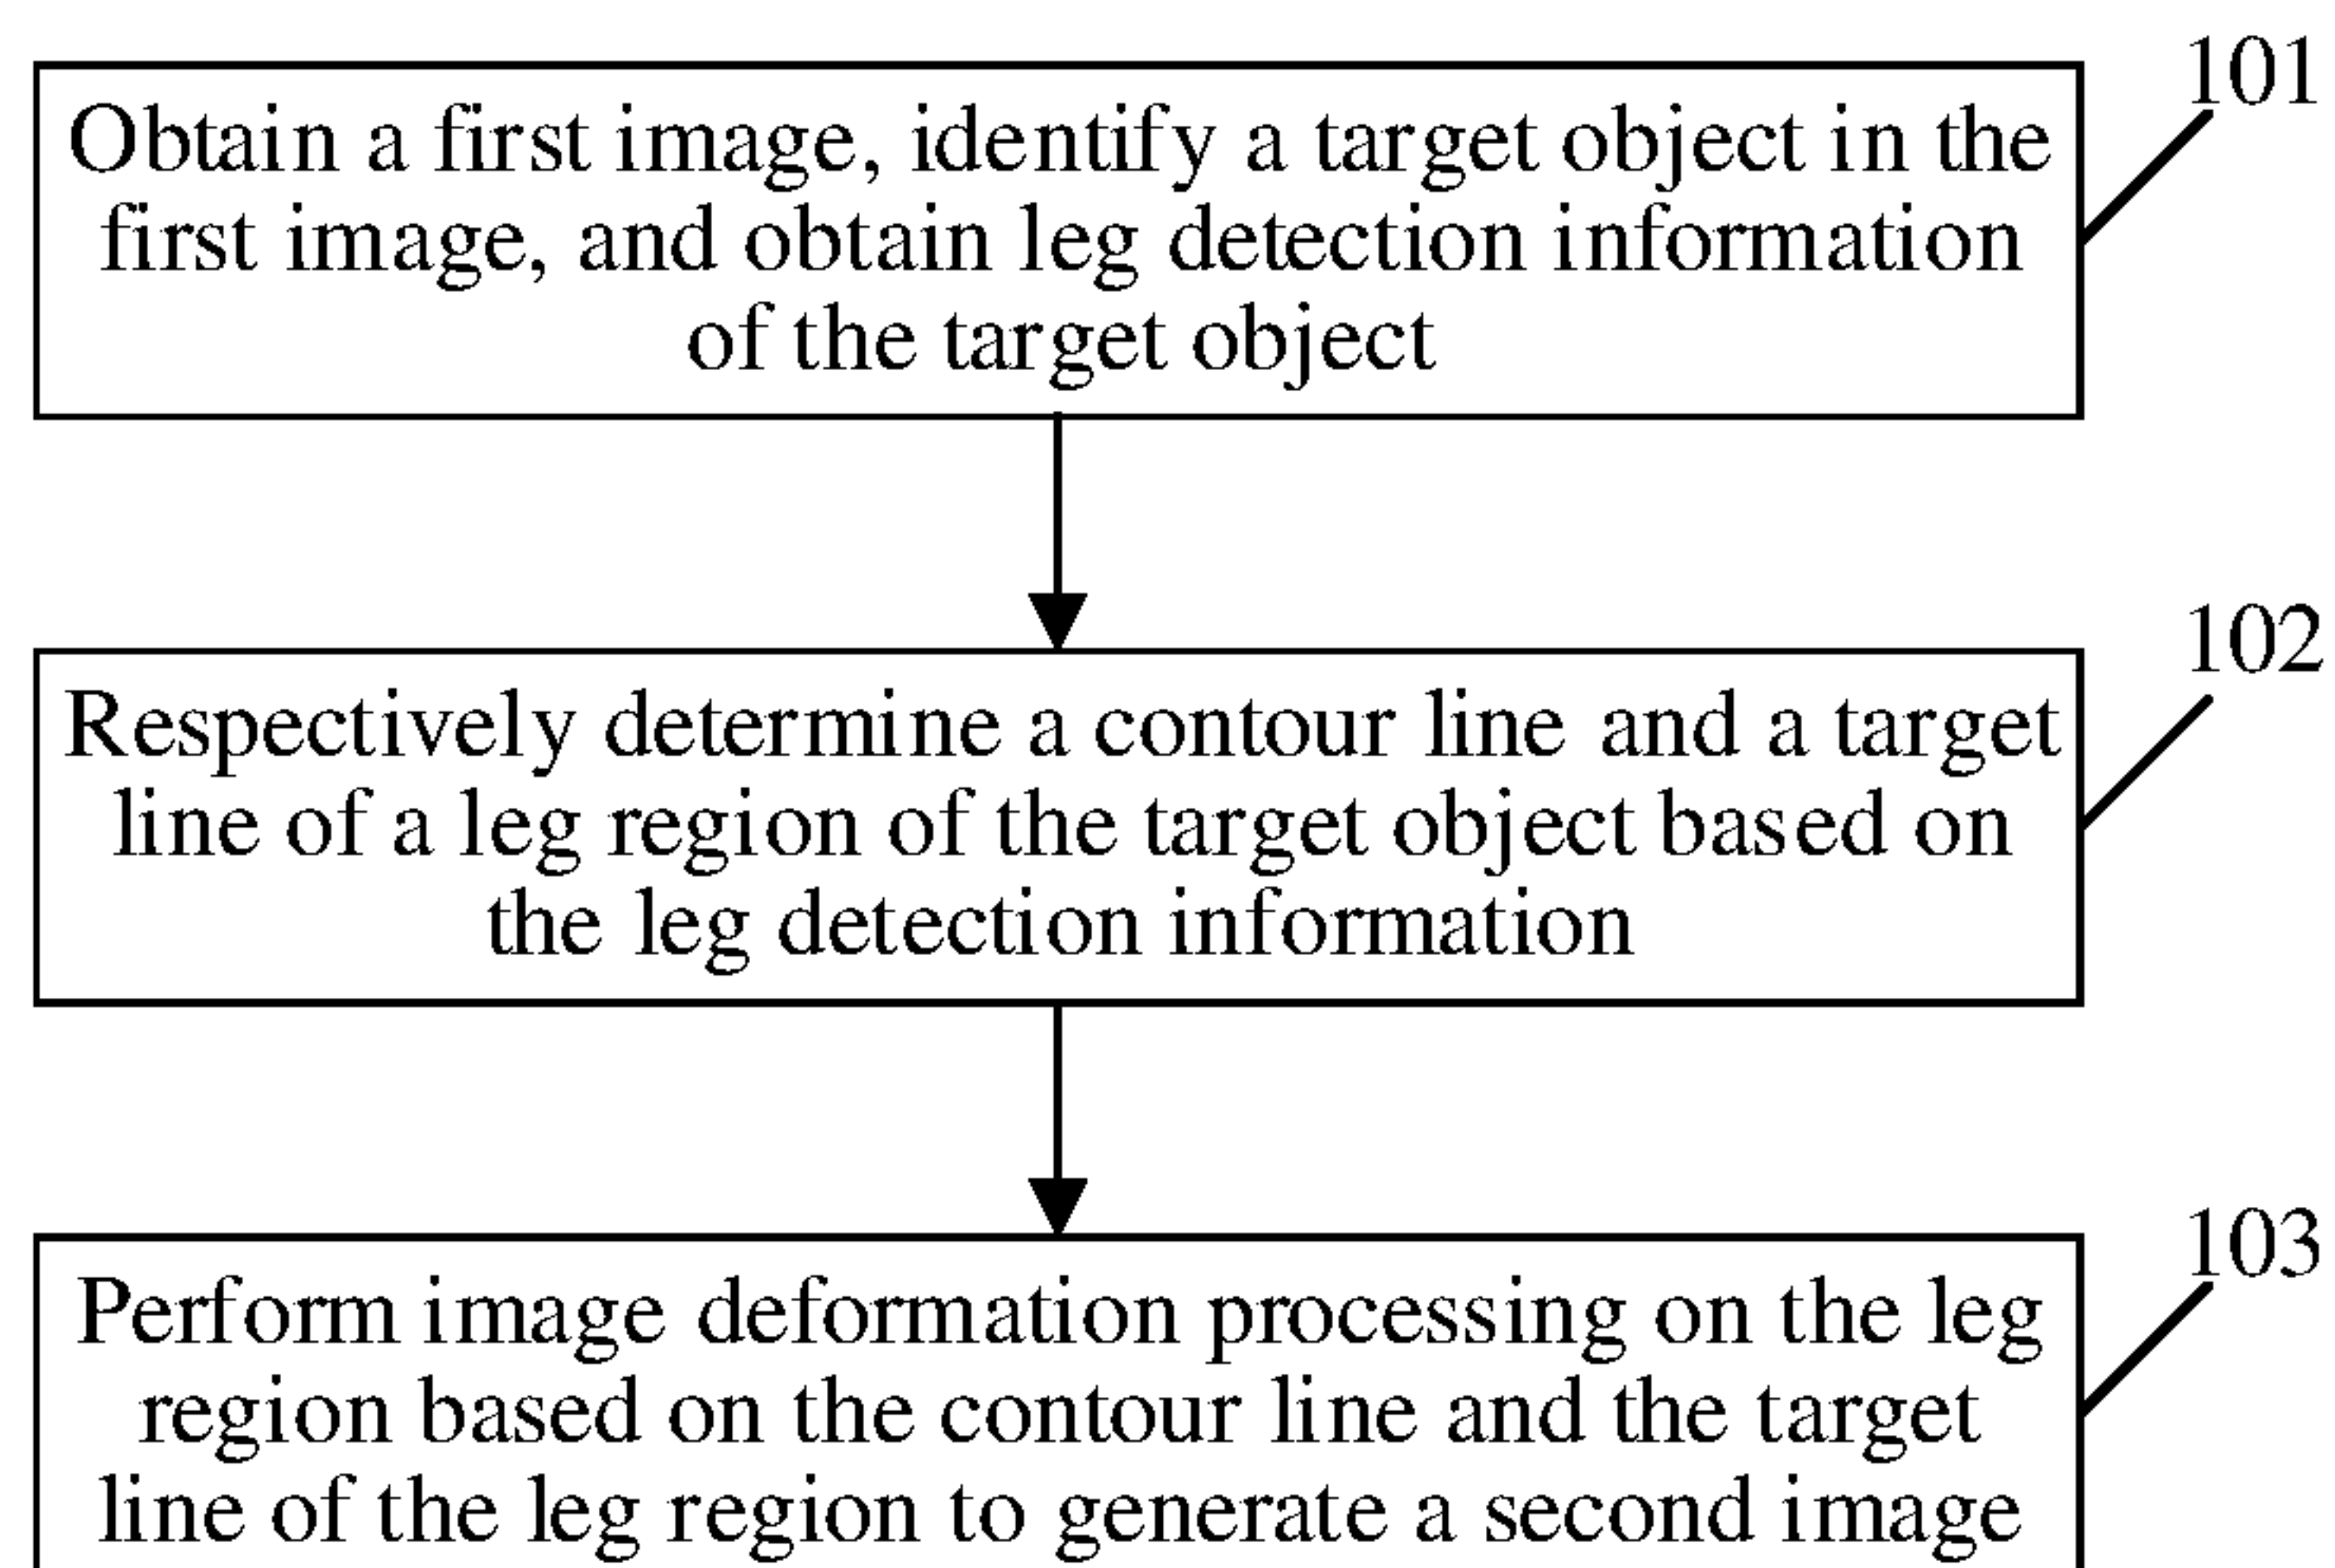 101
Obtain a first image, identify a target object in the
first image, and obtain leg detection information
of the target object
102
Respectively determine a contour line and a target
line of a leg region of the target object based on
the leg detection information
103
Perform image deformation processing on the leg
region based on the contour line and the target
line of the leg region to generate a second image